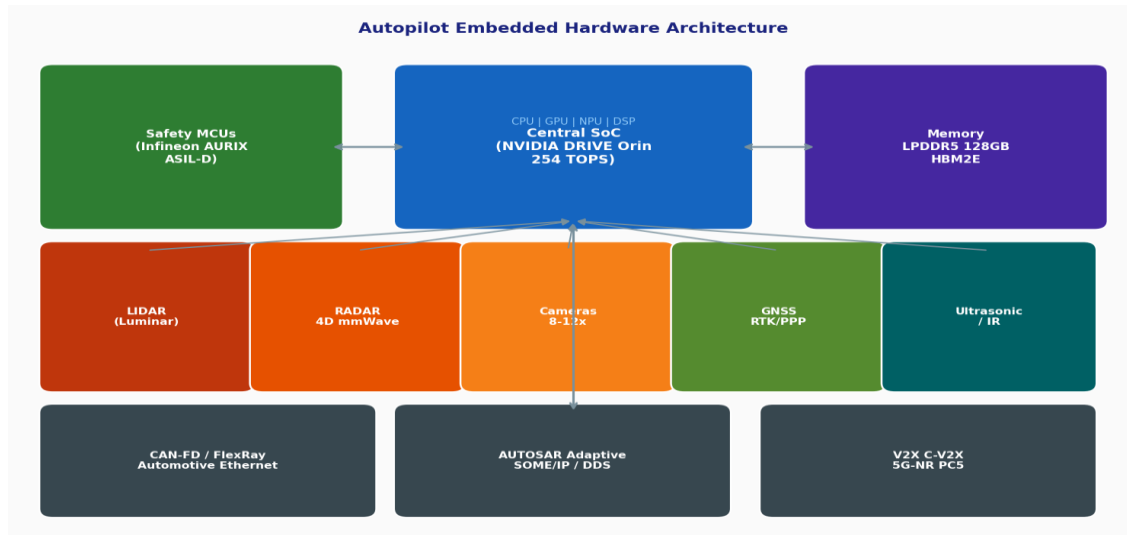 Autopilot Embedded Hardware Architecture
Safety MCUs
(Infineon AURIX
ASIL-D)
CPU | GPU | NPU | DSP
Central SoC
(NVIDIA DRIVE Orin
254 TOPS)
Memory
LPDDR5 128GB
HBM2E
LIDAR
(Luminar)
RADAR
4D mmWave
Cameras
8-12x
GNSS
RTK/PPP
Ultrasonic
/ IR
CAN-FD / FlexRay
Automotive Ethernet
AUTOSAR Adaptive
SOME/IP / DDS
V2X C-V2X
5G-NR PC5